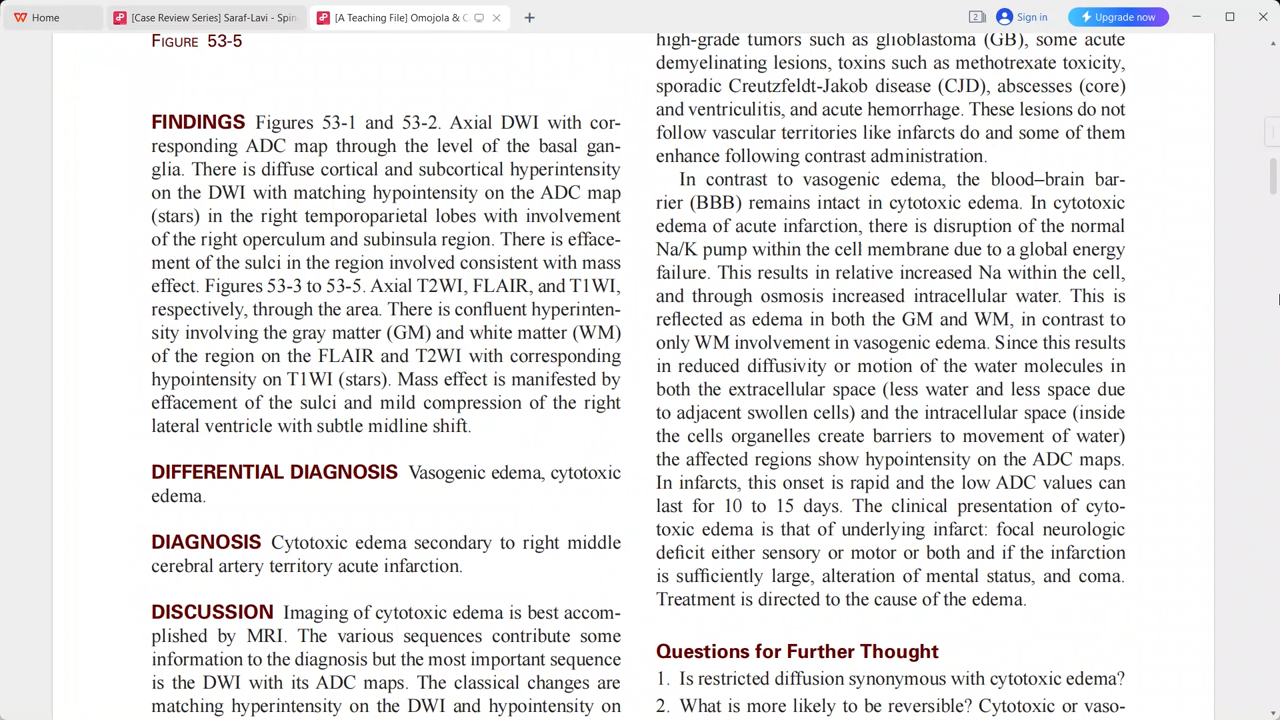 Home
[Case Review Series] Saraf-Lavi - Spin
[A Teaching File] Omojola & C
2
Sign in
Upgrade now
FIGURE 53-5
FINDINGS Figures 53-1 and 53-2. Axial DWI with cor-
responding ADC map through the level of the basal gan-
glia. There is diffuse cortical and subcortical hyperintensity
on the DWI with matching hypointensity on the ADC map
(stars) in the right temporoparietal lobes with involvement
of the right operculum and subinsula region. There is efface-
ment of the sulci in the region involved consistent with mass
effect. Figures 53-3 to 53-5. Axial T2WI, FLAIR, and T1WI,
respectively, through the area. There is confluent hyperinten-
sity involving the gray matter (GM) and white matter (WM)
of the region on the FLAIR and T2WI with corresponding
hypointensity on T1WI (stars). Mass effect is manifested by
effacement of the sulci and mild compression of the right
lateral ventricle with subtle midline shift.
DIFFERENTIAL DIAGNOSIS Vasogenic edema, cytotoxic
edema.
DIAGNOSIS Cytotoxic edema secondary to right middle
cerebral artery territory acute infarction.
DISCUSSION Imaging of cytotoxic edema is best accom-
plished by MRI. The various sequences contribute some
information to the diagnosis but the most important sequence
is the DWI with its ADC maps. The classical changes are
matching hyperintensity on the DWI and hypointensity on
high-grade tumors such as glioblastoma (GB), some acute
demyelinating lesions, toxins such as methotrexate toxicity,
sporadic Creutzfeldt-Jakob disease (CJD), abscesses (core)
and ventriculitis, and acute hemorrhage. These lesions do not
follow vascular territories like infarcts do and some of them
enhance following contrast administration.
In contrast to vasogenic edema, the blood–brain bar-
rier (BBB) remains intact in cytotoxic edema. In cytotoxic
edema of acute infarction, there is disruption of the normal
Na/K pump within the cell membrane due to a global energy
failure. This results in relative increased Na within the cell,
and through osmosis increased intracellular water. This is
reflected as edema in both the GM and WM, in contrast to
only WM involvement in vasogenic edema. Since this results
in reduced diffusivity or motion of the water molecules in
both the extracellular space (less water and less space due
to adjacent swollen cells) and the intracellular space (inside
the cells organelles create barriers to movement of water)
the affected regions show hypointensity on the ADC maps.
In infarcts, this onset is rapid and the low ADC values can
last for 10 to 15 days. The clinical presentation of cyto-
toxic edema is that of underlying infarct: focal neurologic
deficit either sensory or motor or both and if the infarction
is sufficiently large, alteration of mental status, and coma.
Treatment is directed to the cause of the edema.
Questions for Further Thought
1. Is restricted diffusion synonymous with cytotoxic edema?
2. What is more likely to be reversible? Cytotoxic or vaso-